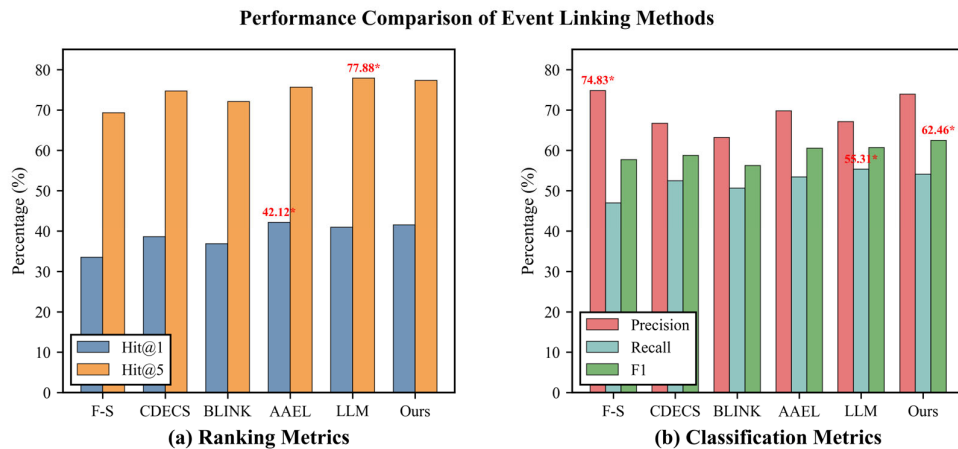 Performance Comparison of Event Linking Methods
Percentage (%)
80
70
60
50
40
30
20
10
0
77.88*
42.12*
Hit@1
Hit@5
F-S CDECS BLINK AAEL LLM Ours
(a) Ranking Metrics
Percentage (%)
80
70
60
50
40
30
20
10
0
74.83*
62.46*
55.31*
Precision
Recall
F1
F-S CDECS BLINK AAEL LLM Ours
(b) Classification Metrics